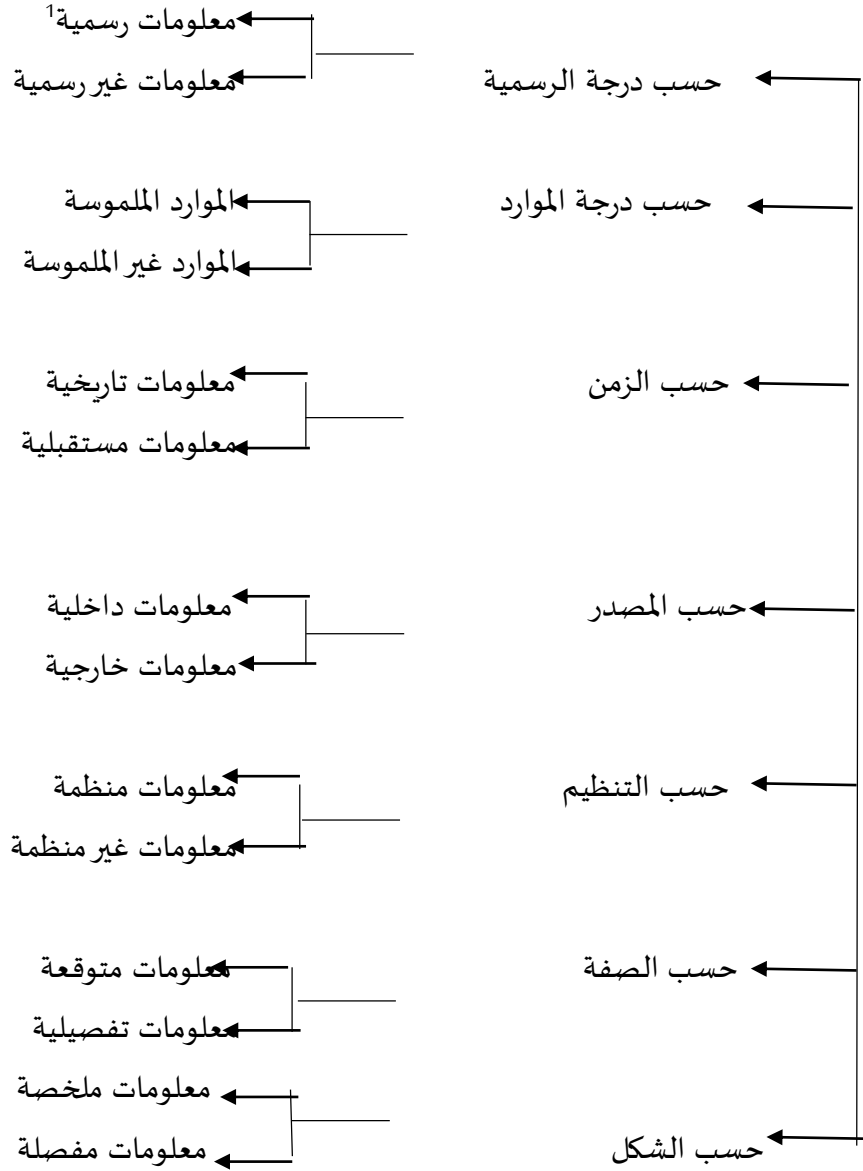 معلومات رسمية1
حسب درجة الرسمية
معلومات غير رسمية
حسب درجة الموارد
الموارد الملموسة
الموارد غير الملموسة
حسب الزمن
معلومات تاريخية
معلومات مستقبلية
حسب المصدر
معلومات داخلية
معلومات خارجية
حسب التنظيم
معلومات منظمة
معلومات غير منظمة
حسب الصفة
معلومات متوقعة
معلومات تفصيلية
معلومات ملخصة
حسب الشكل
معلومات مفصلة